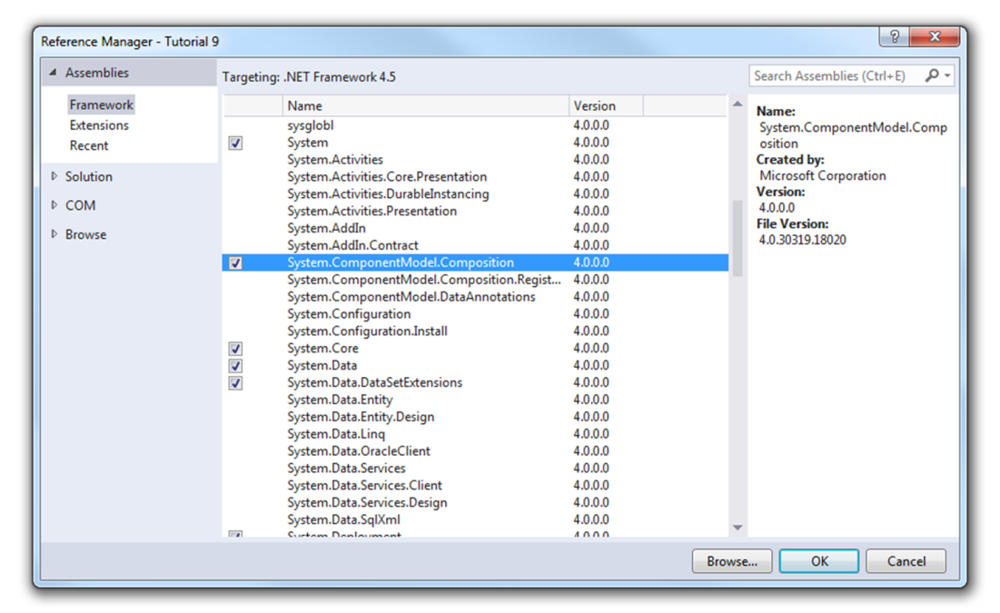 Reference Manager - Tutorial 9
Assemblies
Framework
Extensions
Recent
Solution
COM
Browse
Targeting: .NET Framework 4.5
Search Assemblies (Ctrl+E)
Name Version
sysglobl 4.0.0.0
System 4.0.0.0
System.Activities 4.0.0.0
System.Activities.Core.Presentation 4.0.0.0
System.Activities.DurableInstancing 4.0.0.0
System.Activities.Presentation 4.0.0.0
System.AddIn 4.0.0.0
System.AddIn.Contract 4.0.0.0
System.ComponentModel.Composition 4.0.0.0
System.ComponentModel.Composition.Regist... 4.0.0.0
System.ComponentModel.DataAnnotations 4.0.0.0
System.Configuration 4.0.0.0
System.Configuration.Install 4.0.0.0
System.Core 4.0.0.0
System.Data 4.0.0.0
System.Data.DataSetExtensions 4.0.0.0
System.Data.Entity 4.0.0.0
System.Data.Entity.Design 4.0.0.0
System.Data.Linq 4.0.0.0
System.Data.OracleClient 4.0.0.0
System.Data.Services 4.0.0.0
System.Data.Services.Client 4.0.0.0
System.Data.Services.Design 4.0.0.0
System.Data.SqlXml 4.0.0.0
System.Deployment 4.0.0.0
Name:
System.ComponentModel.Comp
osition
Created by:
Microsoft Corporation
Version:
4.0.0.0
File Version:
4.0.30319.18020
Browse... OK Cancel